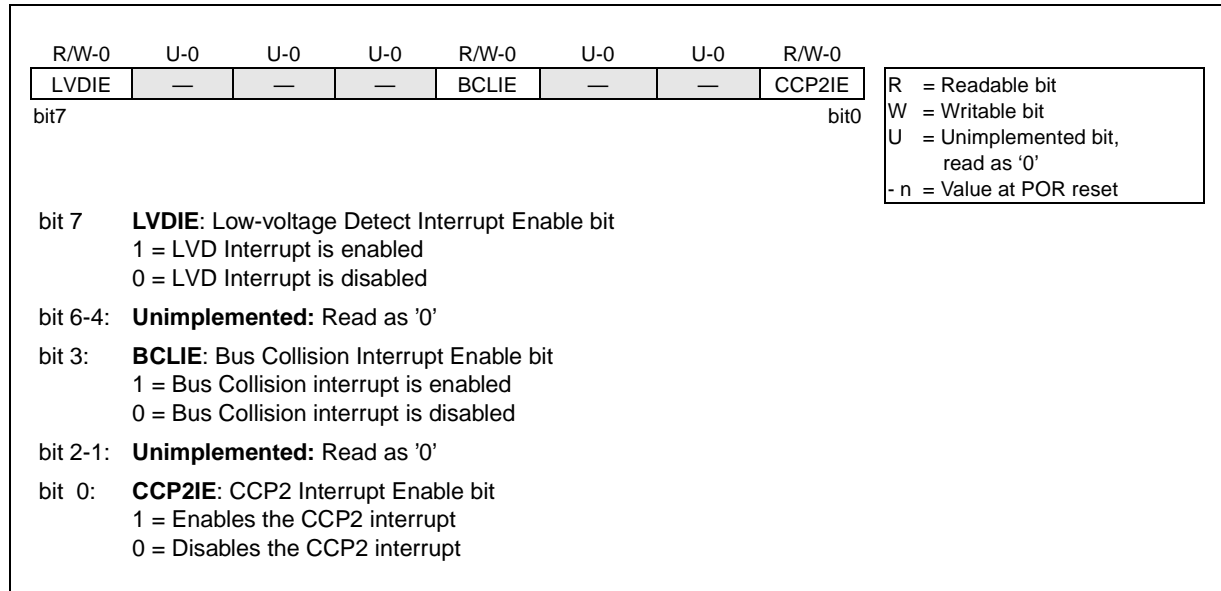 R/W-0 U-0 U-0 U-0 R/W-0 U-0 U-0 R/W-0
LVDIE — — — BCLIE — — CCP2IE
bit7 bit0
R = Readable bit
W = Writable bit
U = Unimplemented bit,
read as ‘0’
- n = Value at POR reset
bit 7 LVDIE: Low-voltage Detect Interrupt Enable bit
1 = LVD Interrupt is enabled
0 = LVD Interrupt is disabled
bit 6-4: Unimplemented: Read as '0'
bit 3: BCLIE: Bus Collision Interrupt Enable bit
1 = Bus Collision interrupt is enabled
0 = Bus Collision interrupt is disabled
bit 2-1: Unimplemented: Read as '0'
bit 0: CCP2IE: CCP2 Interrupt Enable bit
1 = Enables the CCP2 interrupt
0 = Disables the CCP2 interrupt